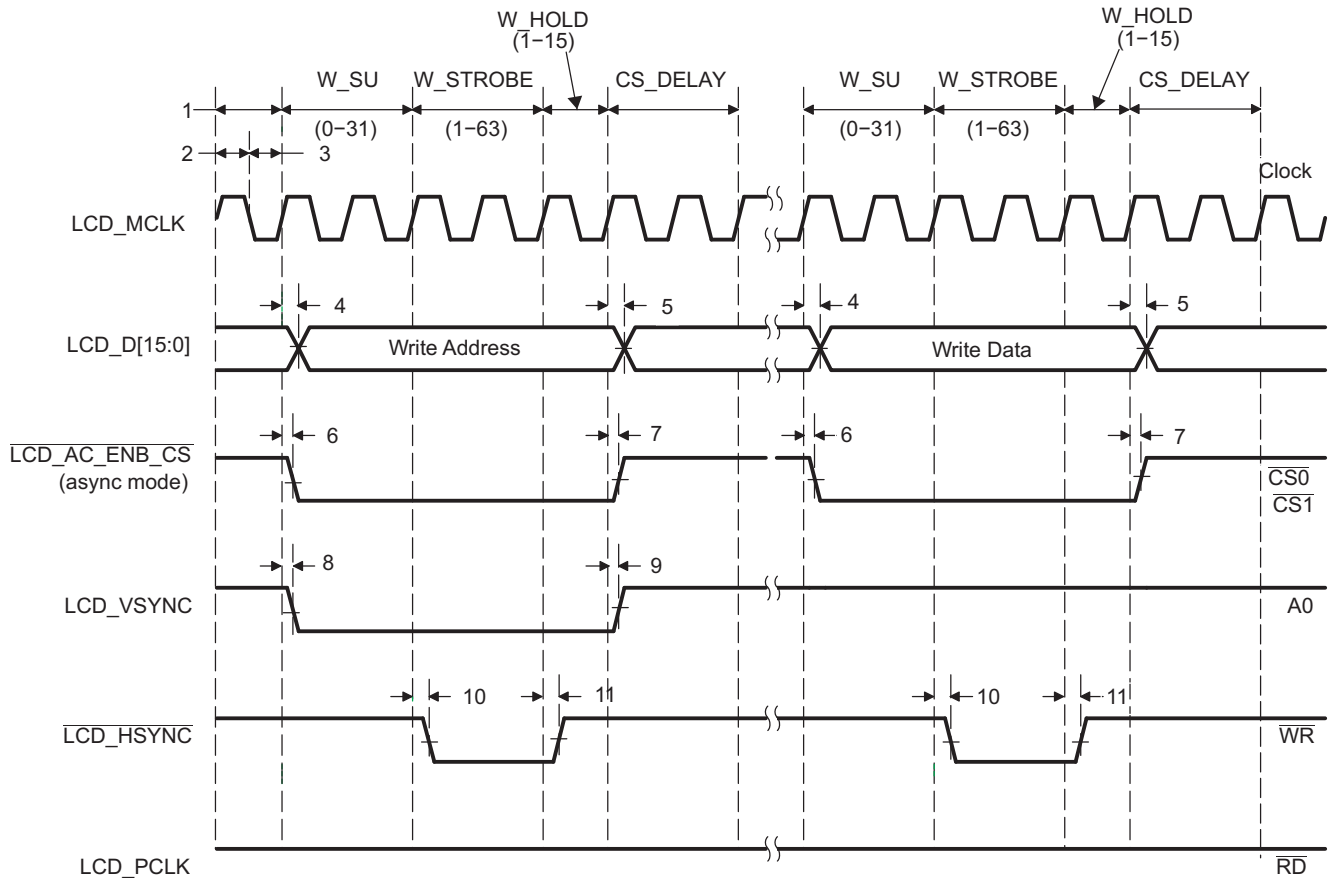 W_HOLD
(1−15)
W_HOLD
(1−15)
W_SU
W_STROBE
CS_DELAY
W_SU
W_STROBE
CS_DELAY
1
(0−31)
(1−63)
(0−31)
(1−63)
2
3
Clock
LCD_MCLK
4
5
4
5
LCD_D[15:0]
Write Address
Write Data
6
7
6
7
LCD_AC_ENB_CS
(async mode)
CS0
CS1
8
9
LCD_VSYNC
A0
10
11
10
11
LCD_HSYNC
WR
LCD_PCLK
RD